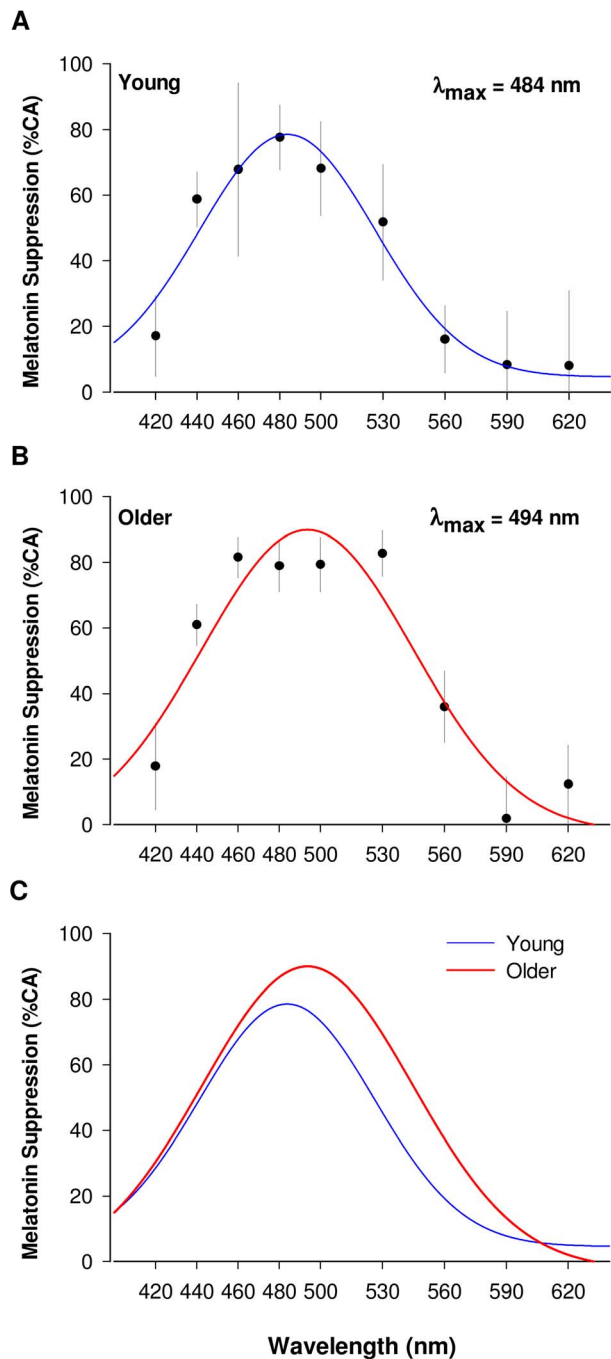 A
Young
λmax = 484 nm
Melatonin Suppression (%CA)
100
80
60
40
20
0
420 440 460 480 500 530 560 590 620
B
Older
λmax = 494 nm
Melatonin Suppression (%CA)
100
80
60
40
20
0
420 440 460 480 500 530 560 590 620
C
Young
Older
Melatonin Suppression (%CA)
100
80
60
40
20
0
420 440 460 480 500 530 560 590 620
Wavelength (nm)